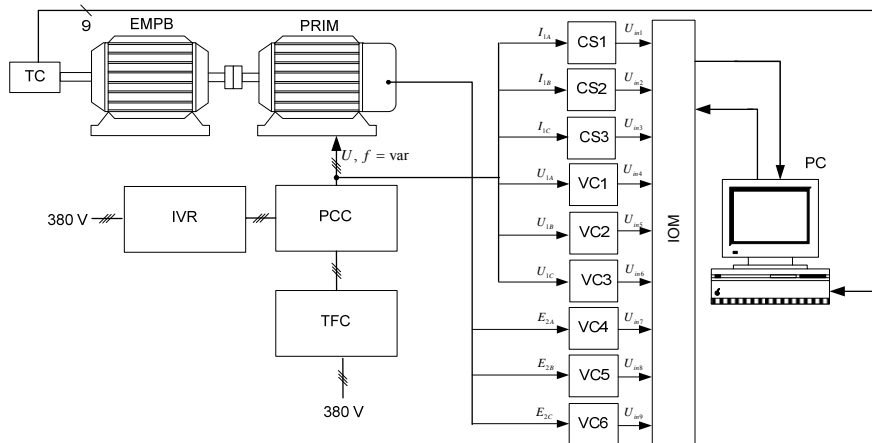 9
EMPB
PRIM
TC
U, f = var
380 V
IVR
PCC
TFC
380 V
I1A
CS1
Uin1
I1B
CS2
Uin2
I1C
CS3
Uin3
U1A
VC1
Uin4
U1B
VC2
Uin5
U1C
VC3
Uin6
E2A
VC4
Uin7
E2B
VC5
Uin8
E2C
VC6
Uin9
IOM
PC